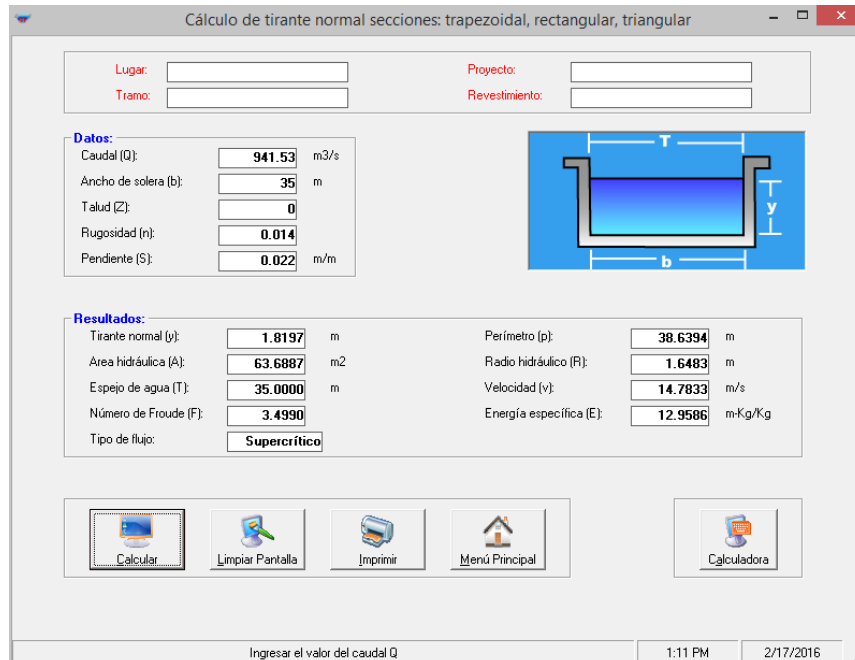 Cálculo de tirante normal secciones: trapezoidal, rectangular, triangular
Lugar: Proyecto:
Tramo: Revestimiento:
Datos:
Caudal (Q): 941.53 m3/s
Ancho de solera (b): 35 m
Talud (Z): 0
Rugosidad (n): 0.014
Pendiente (S): 0.022 m/m
T
y
b
Resultados:
Tirante normal (y): 1.8197 m Perímetro (p): 38.6394 m
Area hidráulica (A): 63.6887 m2 Radio hidráulico (R): 1.6483 m
Espejo de agua (T): 35.0000 m Velocidad (v): 14.7833 m/s
Número de Froude (F): 3.4990 Energía específica (E): 12.9586 m-Kg/Kg
Tipo de flujo: Supercrítico
Calcular Limpiar Pantalla Imprimir Menú Principal Calculadora
Ingresar el valor del caudal Q 1:11 PM 2/17/2016